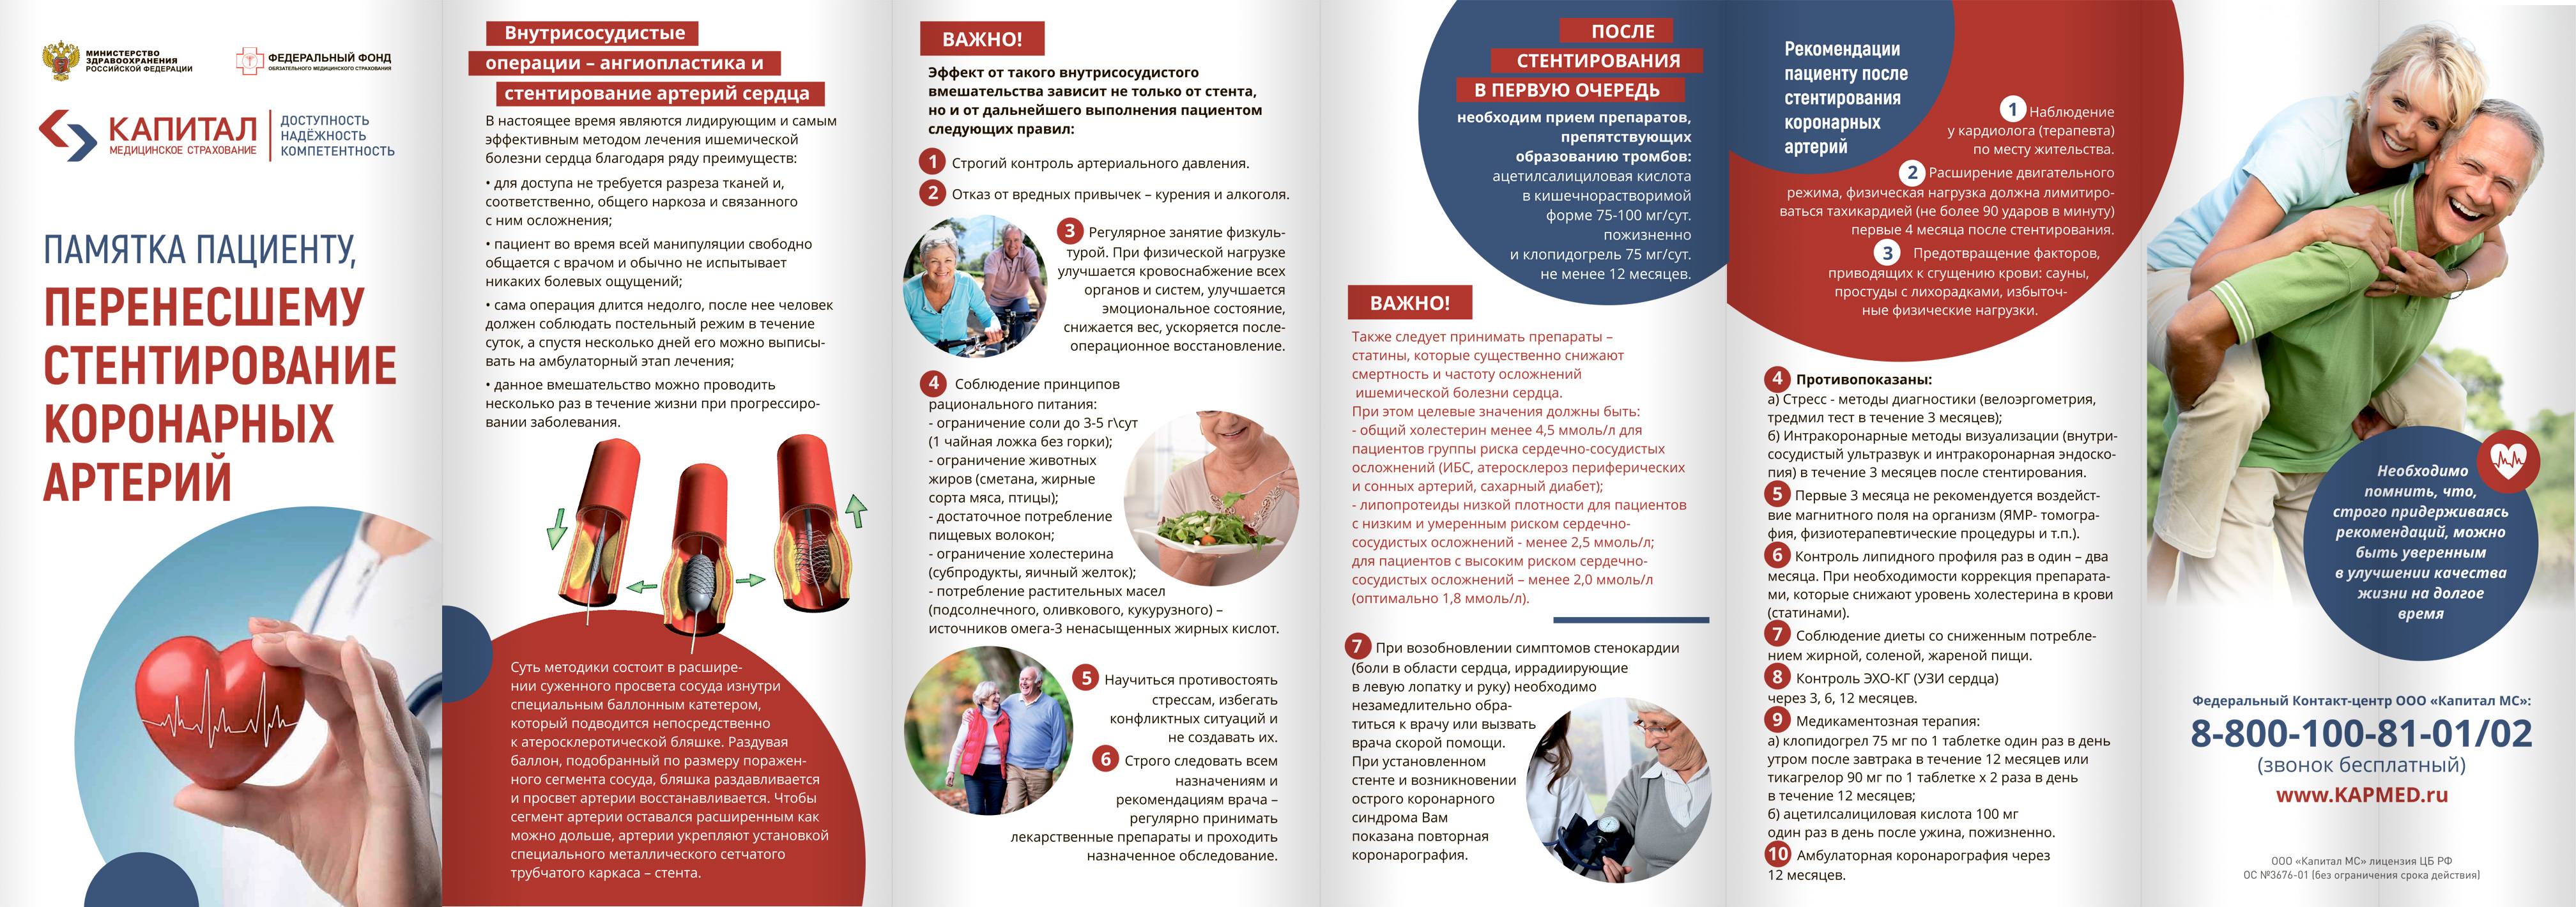 МИНИСТЕРСТВО
ЗДРАВООХРАНЕНИЯ
РОССИЙСКОЙ ФЕДЕРАЦИИ
ФЕДЕРАЛЬНЫЙ ФОНД
ОБЯЗАТЕЛЬНОГО МЕДИЦИНСКОГО СТРАХОВАНИЯ
КАПИТАЛ
МЕДИЦИНСКОЕ СТРАХОВАНИЕ
ДОСТУПНОСТЬ
НАДЁЖНОСТЬ
КОМПЕТЕНТНОСТЬ
ПАМЯТКА ПАЦИЕНТУ,
ПЕРЕНЕСШЕМУ
СТЕНТИРОВАНИЕ
КОРОНАРНЫХ
АРТЕРИЙ
Внутрисосудистые
операции – ангиопластика и
стентирование артерий сердца
В настоящее время являются лидирующим и самым
эффективным методом лечения ишемической
болезни сердца благодаря ряду преимуществ:
• для доступа не требуется разреза тканей и,
соответственно, общего наркоза и связанного
с ним осложнения;
• пациент во время всей манипуляции свободно
общается с врачом и обычно не испытывает
никаких болевых ощущений;
• сама операция длится недолго, после нее человек
должен соблюдать постельный режим в течение
суток, а спустя несколько дней его можно выписы-
вать на амбулаторный этап лечения;
• данное вмешательство можно проводить
несколько раз в течение жизни при прогрессиро-
вании заболевания.
Суть методики состоит в расшире-
нии суженного просвета сосуда изнутри
специальным баллонным катетером,
который подводится непосредственно
к атеросклеротической бляшке. Раздувая
баллон, подобранный по размеру поражен-
ного сегмента сосуда, бляшка раздавливается
и просвет артерии восстанавливается. Чтобы
сегмент артерии оставался расширенным как
можно дольше, артерии укрепляют установкой
специального металлического сетчатого
трубчатого каркаса – стента.
ВАЖНО!
Эффект от такого внутрисосудистого
вмешательства зависит не только от стента,
но и от дальнейшего выполнения пациентом
следующих правил:
1 Строгий контроль артериального давления.
2 Отказ от вредных привычек – курения и алкоголя.
3 Регулярное занятие физкуль-
турой. При физической нагрузке
улучшается кровоснабжение всех
органов и систем, улучшается
эмоциональное состояние,
снижается вес, ускоряется после-
операционное восстановление.
4 Соблюдение принципов
рационального питания:
- ограничение соли до 3-5 г\сут
(1 чайная ложка без горки);
- ограничение животных
жиров (сметана, жирные
сорта мяса, птицы);
- достаточное потребление
пищевых волокон;
- ограничение холестерина
(субпродукты, яичный желток);
- потребление растительных масел
(подсолнечного, оливкового, кукурузного) –
источников омега-3 ненасыщенных жирных кислот.
5 Научиться противостоять
стрессам, избегать
конфликтных ситуаций и
не создавать их.
6 Строго следовать всем
назначениям и
рекомендациям врача –
регулярно принимать
лекарственные препараты и проходить
назначенное обследование.
ПОСЛЕ
СТЕНТИРОВАНИЯ
В ПЕРВУЮ ОЧЕРЕДЬ
необходим прием препаратов,
препятствующих
образованию тромбов:
ацетилсалициловая кислота
в кишечнорастворимой
форме 75-100 мг/сут.
пожизненно
и клопидогрель 75 мг/сут.
не менее 12 месяцев.
ВАЖНО!
Также следует принимать препараты –
статины, которые существенно снижают
смертность и частоту осложнений
ишемической болезни сердца.
При этом целевые значения должны быть:
- общий холестерин менее 4,5 ммоль/л для
пациентов группы риска сердечно-сосудистых
осложнений (ИБС, атеросклероз периферических
и сонных артерий, сахарный диабет);
- липопротеиды низкой плотности для пациентов
с низким и умеренным риском сердечно-
сосудистых осложнений - менее 2,5 ммоль/л;
для пациентов с высоким риском сердечно-
сосудистых осложнений – менее 2,0 ммоль/л
(оптимально 1,8 ммоль/л).
7 При возобновлении симптомов стенокардии
(боли в области сердца, иррадиирующие
в левую лопатку и руку) необходимо
незамедлительно обра-
титься к врачу или вызвать
врача скорой помощи.
При установленном
стенте и возникновении
острого коронарного
синдрома Вам
показана повторная
коронарография.
Рекомендации
пациенту после
стентирования
коронарных
артерий
1 Наблюдение
у кардиолога (терапевта)
по месту жительства.
2 Расширение двигательного
режима, физическая нагрузка должна лимитиро-
ваться тахикардией (не более 90 ударов в минуту)
первые 4 месяца после стентирования.
3 Предотвращение факторов,
приводящих к сгущению крови: сауны,
простуды с лихорадками, избыточ-
ные физические нагрузки.
4 Противопоказаны:
а) Стресс - методы диагностики (велоэргометрия,
тредмил тест в течение 3 месяцев);
б) Интракоронарные методы визуализации (внутри-
сосудистый ультразвук и интракоронарная эндоско-
пия) в течение 3 месяцев после стентирования.
5 Первые 3 месяца не рекомендуется воздейст-
вие магнитного поля на организм (ЯМР- томогра-
фия, физиотерапевтические процедуры и т.п.).
6 Контроль липидного профиля раз в один – два
месяца. При необходимости коррекция препарата-
ми, которые снижают уровень холестерина в крови
(статинами).
7 Соблюдение диеты со сниженным потребле-
нием жирной, соленой, жареной пищи.
8 Контроль ЭХО-КГ (УЗИ сердца)
через 3, 6, 12 месяцев.
9 Медикаментозная терапия:
а) клопидогрел 75 мг по 1 таблетке один раз в день
утром после завтрака в течение 12 месяцев или
тикагрелор 90 мг по 1 таблетке х 2 раза в день
в течение 12 месяцев;
б) ацетилсалициловая кислота 100 мг
один раз в день после ужина, пожизненно.
10 Амбулаторная коронарография через
12 месяцев.
Необходимо
помнить, что,
строго придерживаясь
рекомендаций, можно
быть уверенным
в улучшении качества
жизни на долгое
время
Федеральный Контакт-центр ООО «Капитал МС»:
8-800-100-81-01/02
(звонок бесплатный)
www.KAPMED.ru
ООО «Капитал МС» лицензия ЦБ РФ
ОС №3676-01 (без ограничения срока действия)